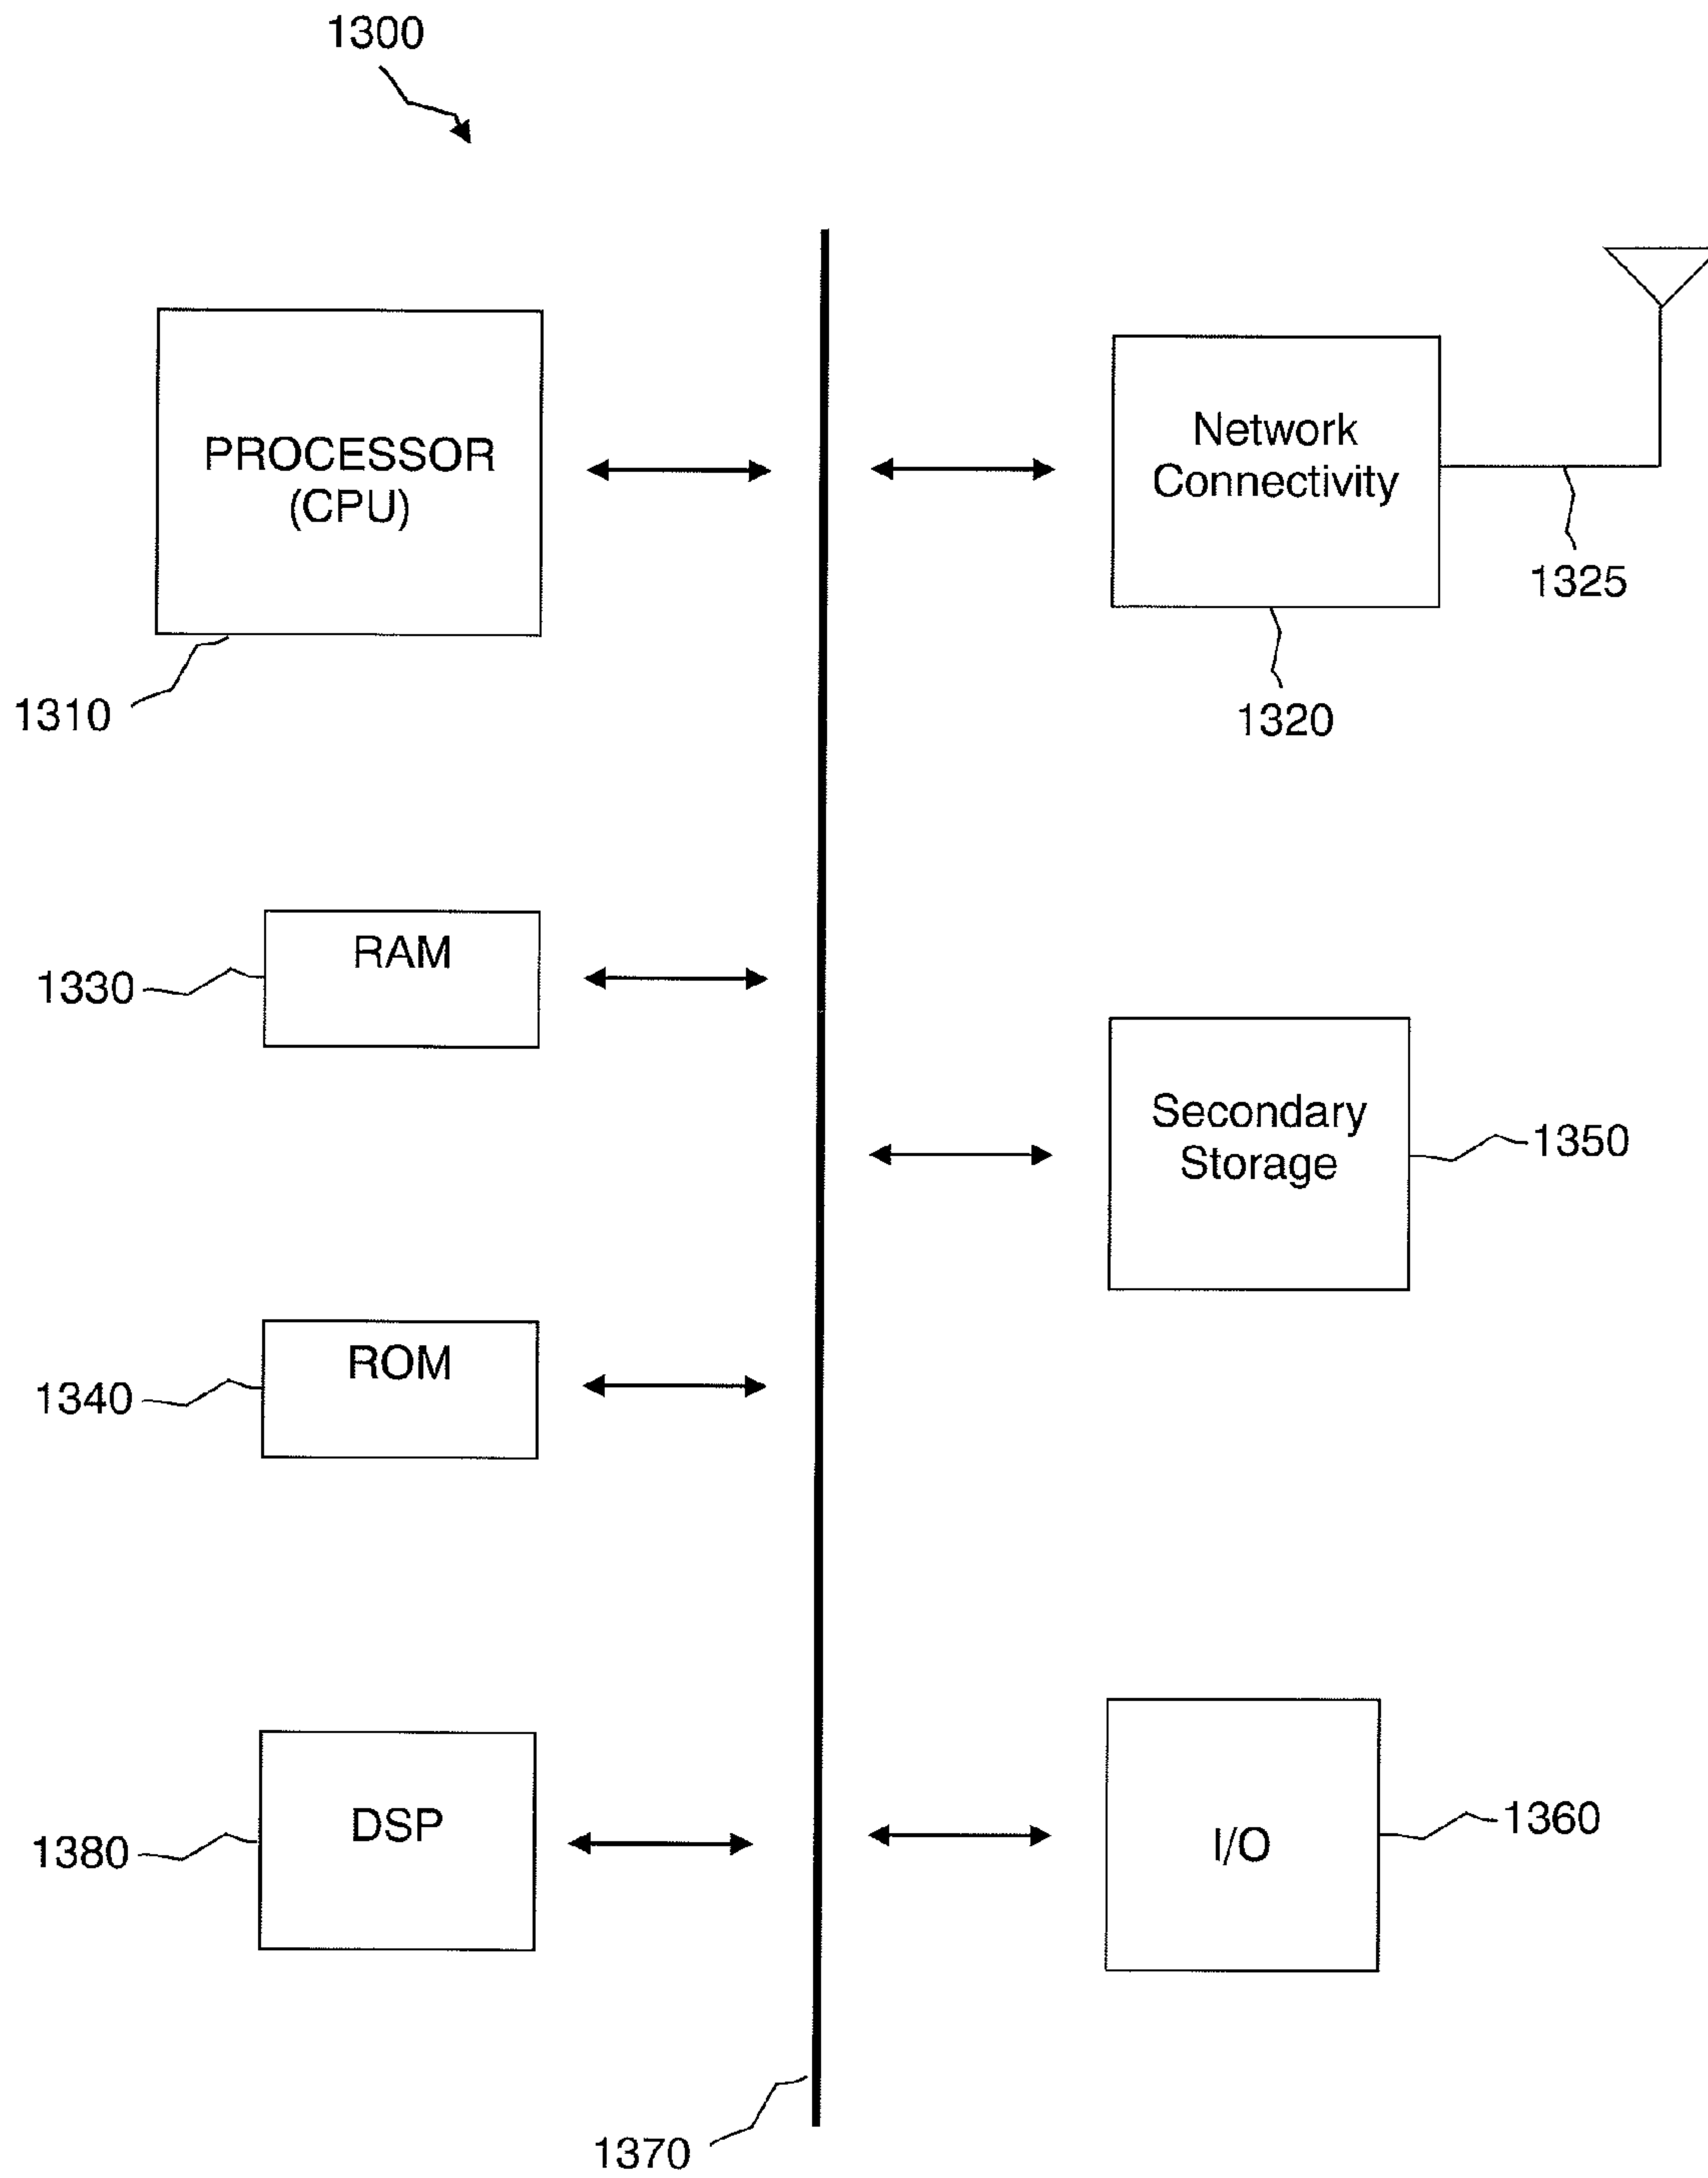 1300
PROCESSOR
(CPU)
Network
Connectivity
1325
1310
1320
RAM
1330
Secondary
Storage
1350
ROM
1340
DSP
1380
I/O
1360
1370